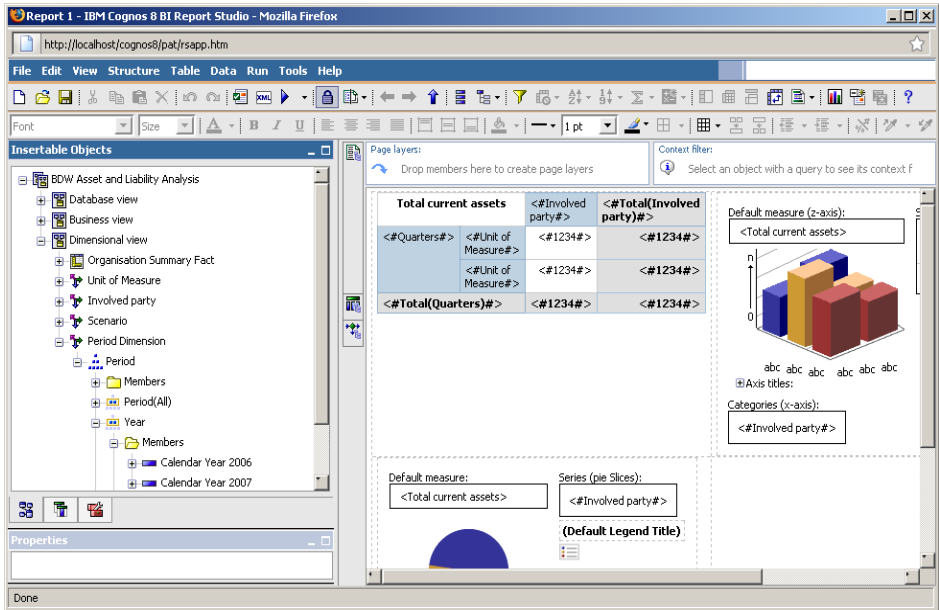 Report 1 - IBM Cognos 8 BI Report Studio - Mozilla Firefox
http://localhost/cognos8/pat/rsapp.htm
File Edit View Structure Table Data Run Tools Help
Font Size A B I U 1 pt
Insertable Objects
BDW Asset and Liability Analysis
Database view
Business view
Dimensional view
Organisation Summary Fact
Unit of Measure
Involved party
Scenario
Period Dimension
Period
Members
Period(All)
Year
Members
Calendar Year 2006
Calendar Year 2007
Properties
Page layers:
Drop members here to create page layers
Context filter:
Select an object with a query to see its context f
Total current assets <#Involved party#> <#Total(Involved party)#>
<#Quarters#> <#Unit of Measure#> <#1234#> <#1234#>
<#Unit of Measure#> <#1234#> <#1234#>
<#Total(Quarters)#> <#1234#> <#1234#>
Default measure (z-axis):
<Total current assets>
n
0
abc abc abc abc abc abc
Axis titles:
Categories (x-axis):
<#Involved party#>
Default measure:
<Total current assets>
Series (pie Slices):
<#Involved party#>
(Default Legend Title)
Done